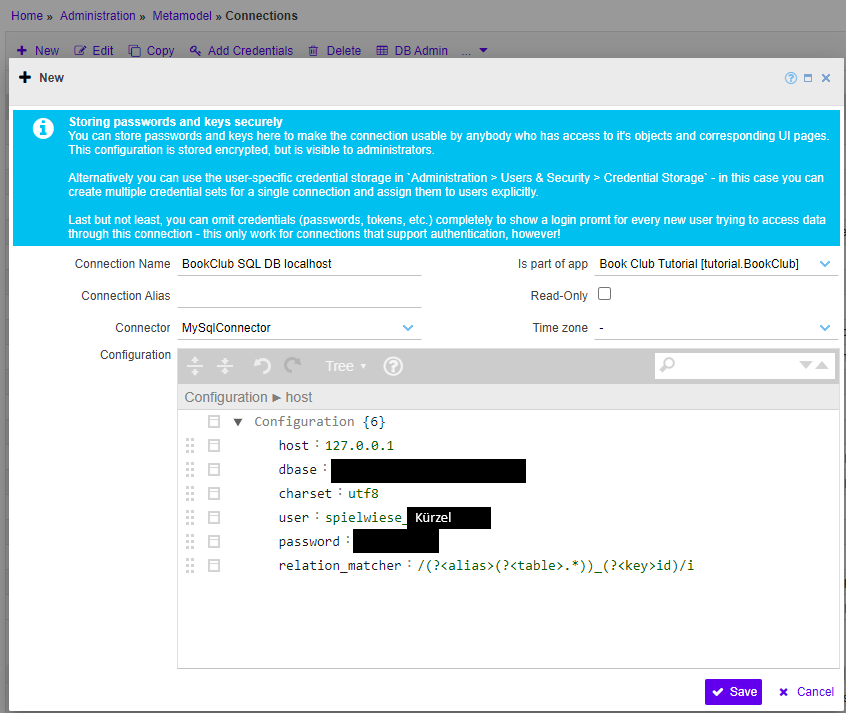 Home » Administration » Metamodel » Connections
New Edit Copy Add Credentials Delete DB Admin ...
New
Storing passwords and keys securely
You can store passwords and keys here to make the connection usable by anybody who has access to it's objects and corresponding UI pages.
This configuration is stored encrypted, but is visible to administrators.
Alternatively you can use the user-specific credential storage in `Administration > Users & Security > Credential Storage` - in this case you can
create multiple credential sets for a single connection and assign them to users explicitly.
Last but not least, you can omit credentials (passwords, tokens, etc.) completely to show a login promt for every new user trying to access data
through this connection - this only work for connections that support authentication, however!
Connection Name BookClub SQL DB localhost Is part of app Book Club Tutorial [tutorial.BookClub]
Connection Alias Read-Only
Connector MySqlConnector Time zone -
Configuration
Tree
Configuration ► host
Configuration {6}
host : 127.0.0.1
dbase :
charset : utf8
user : spielwiese_ Kürzel
password :
relation_matcher : /(?<alias>(?<table>.*))_(?<key>id)/i
Save Cancel